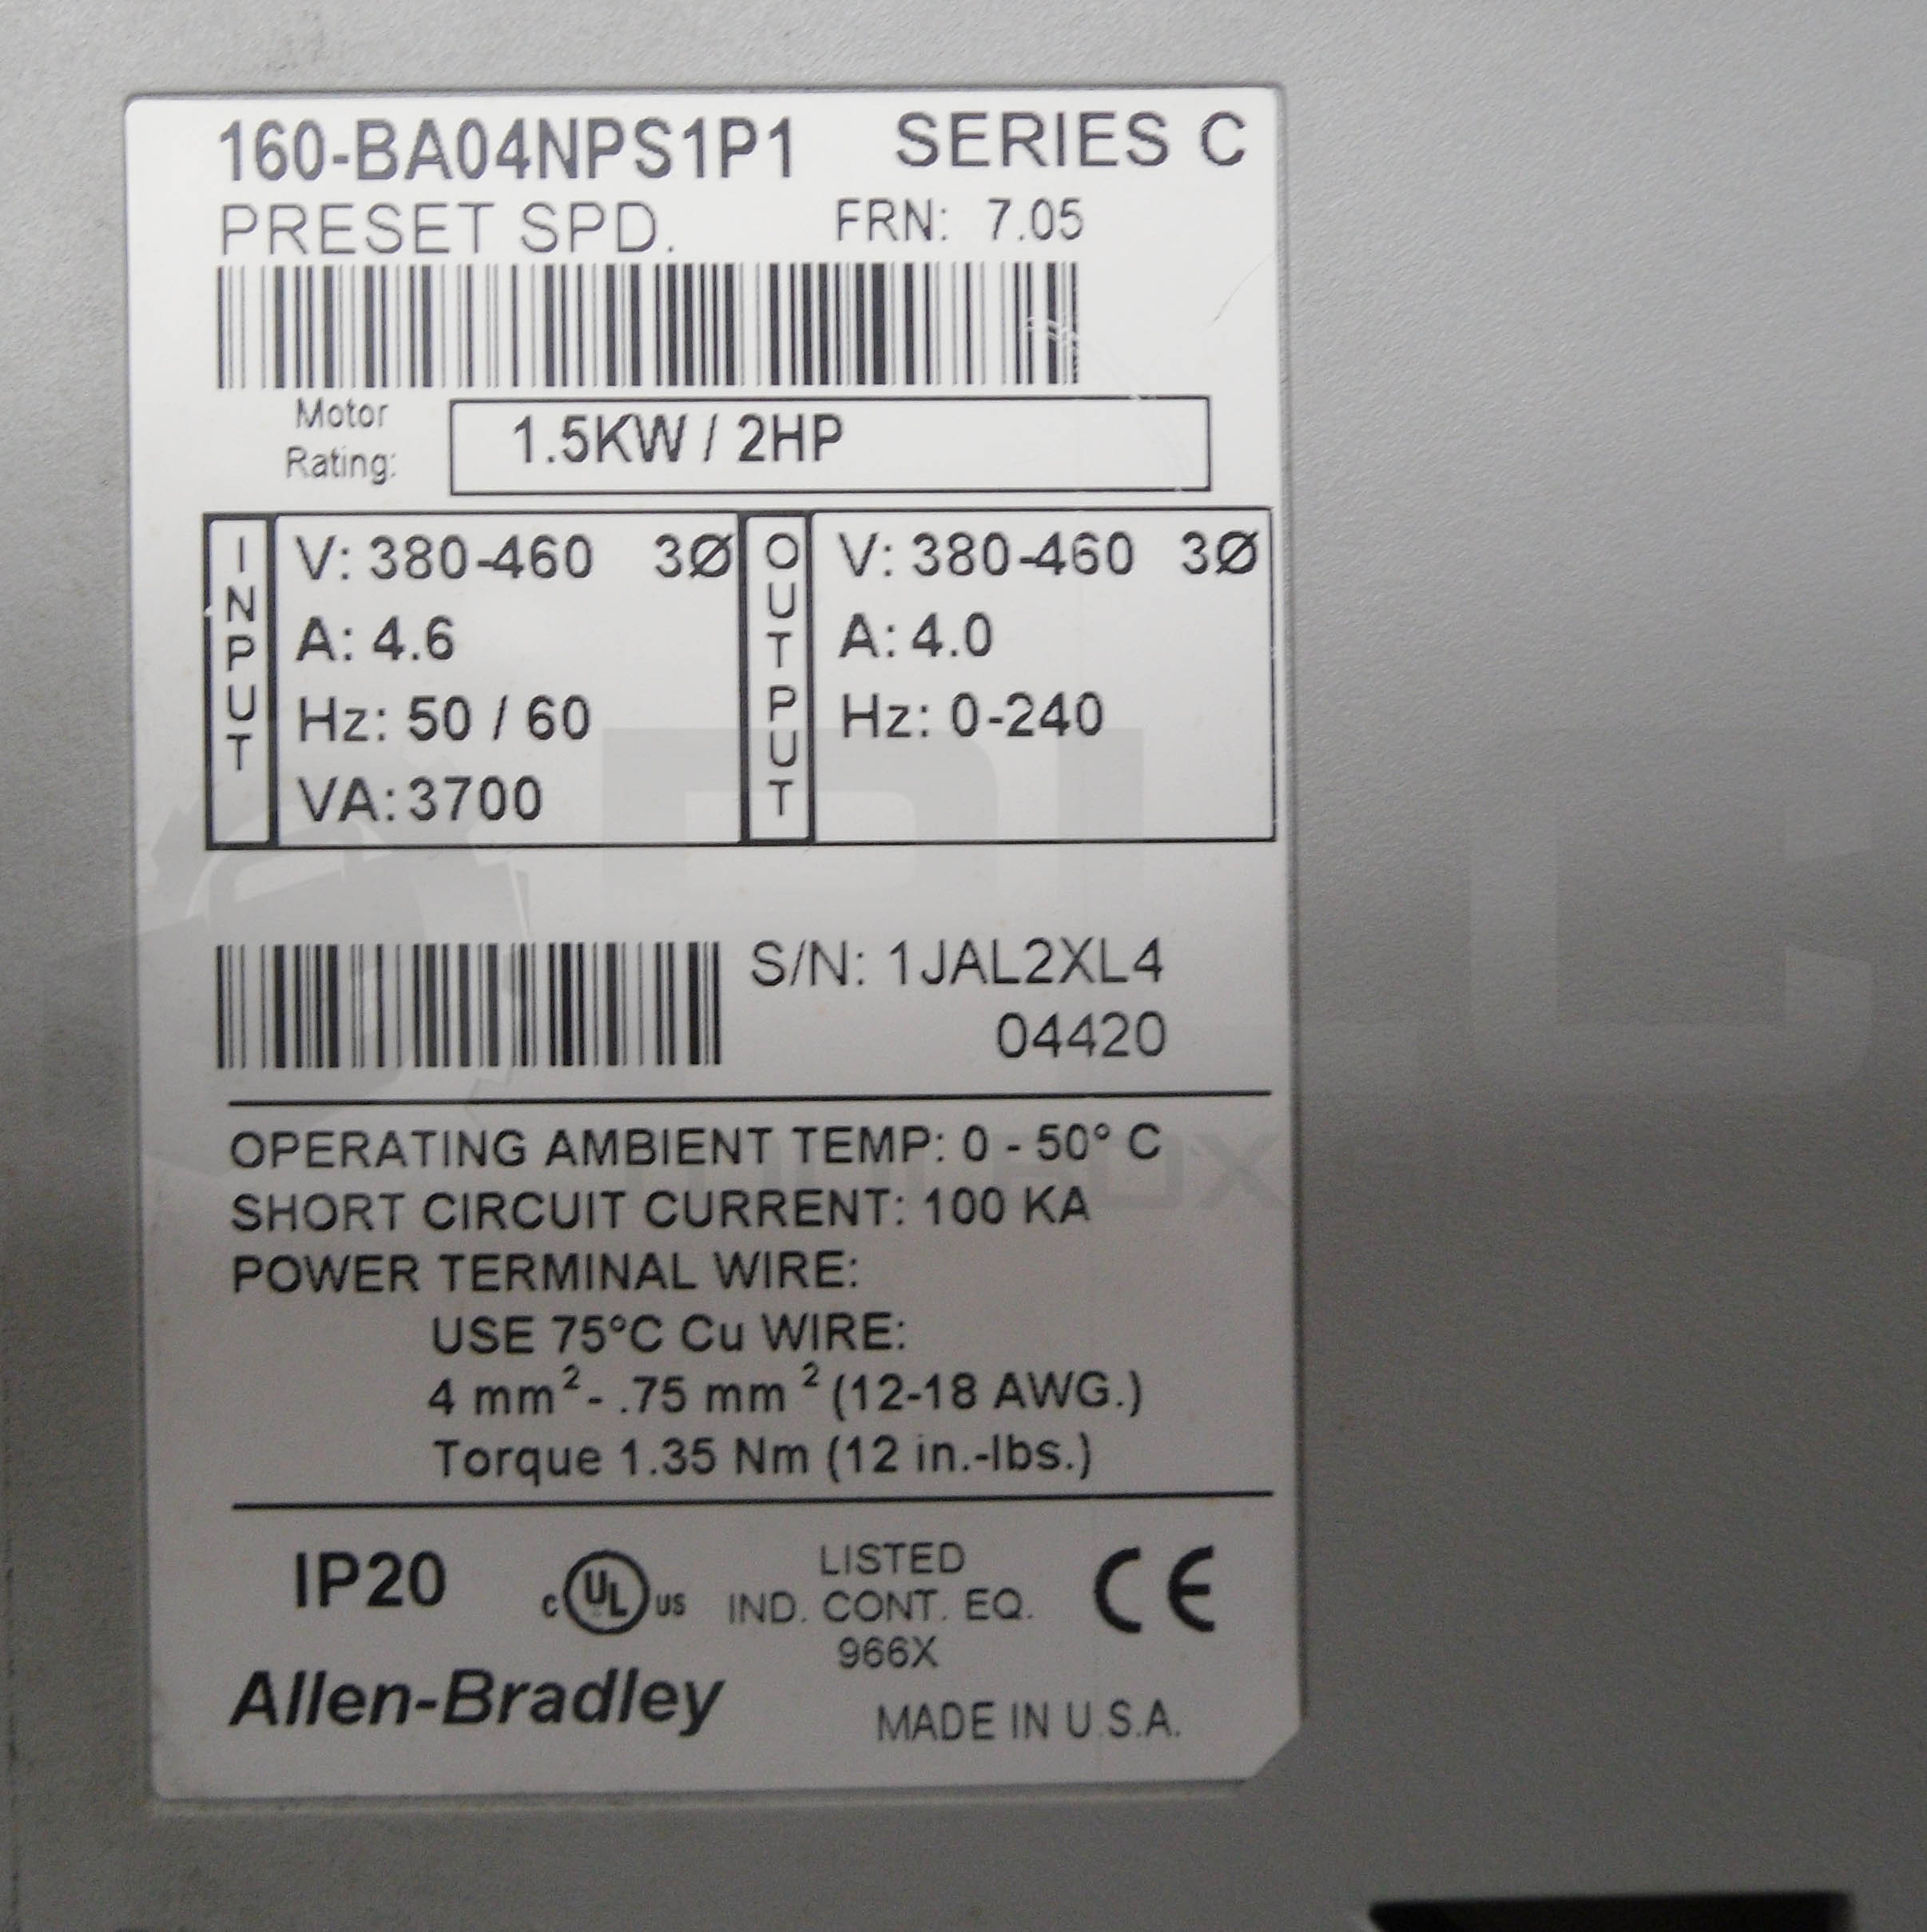 160-BA04NPS1P1 SERIES C
PRESET SPD. FRN: 7.05
Motor
Rating: 1.5KW / 2HP
INPUT
V: 380-460 3Ø
A: 4.6
Hz: 50 / 60
VA: 3700
OUTPUT
V: 380-460 3Ø
A: 4.0
Hz: 0-240
S/N: 1JAL2XL4
04420
OPERATING AMBIENT TEMP: 0 - 50° C
SHORT CIRCUIT CURRENT: 100 KA
POWER TERMINAL WIRE:
USE 75°C Cu WIRE:
4 mm² - .75 mm² (12-18 AWG.)
Torque 1.35 Nm (12 in.-lbs.)
IP20
c UL us
LISTED
IND. CONT. EQ.
966X
CE
Allen-Bradley
MADE IN U.S.A.